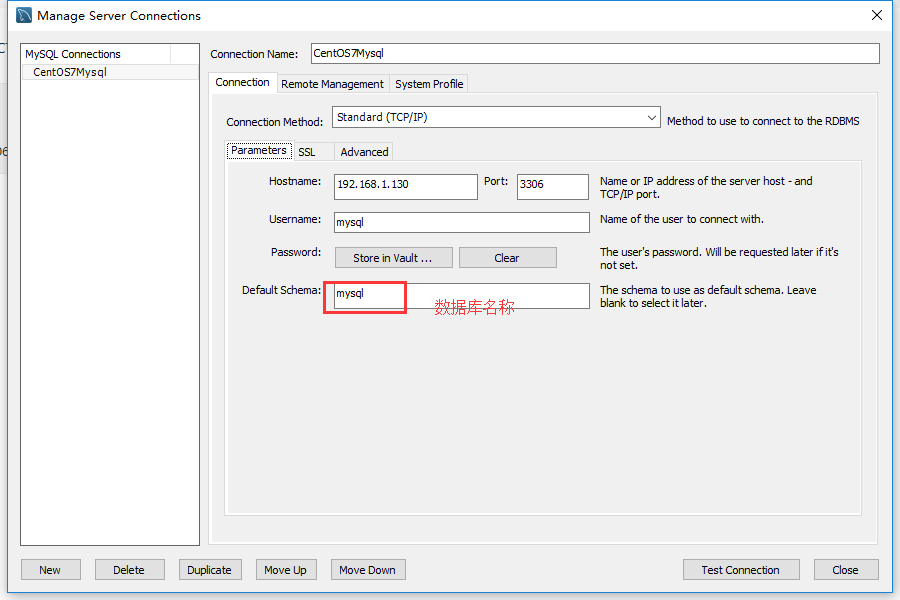 Manage Server Connections
MySQL Connections
CentOS7Mysql
Connection Name: CentOS7Mysql
Connection Remote Management System Profile
Connection Method: Standard (TCP/IP) Method to use to connect to the RDBMS
Parameters SSL Advanced
Hostname: 192.168.1.130 Port: 3306 Name or IP address of the server host - and
TCP/IP port.
Username: mysql Name of the user to connect with.
Password: Store in Vault ... Clear The user's password. Will be requested later if it's
not set.
Default Schema: mysql The schema to use as default schema. Leave
blank to select it later.
数据库名称
New Delete Duplicate Move Up Move Down Test Connection Close